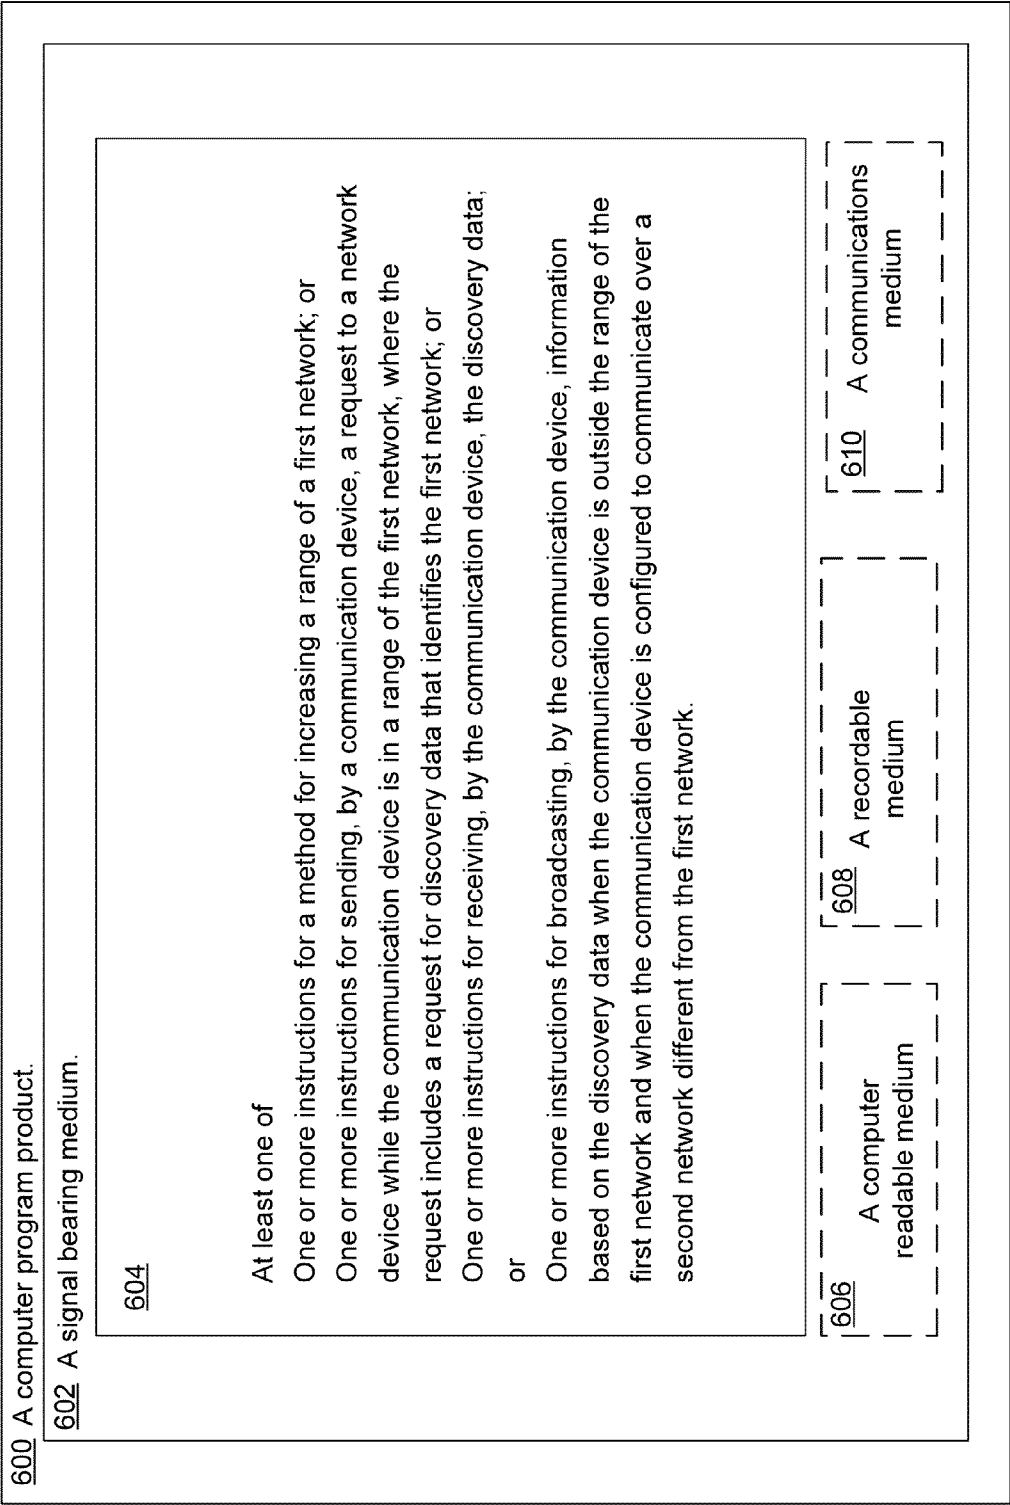 600 A computer program product.
602 A signal bearing medium.
604
At least one of
One or more instructions for a method for increasing a range of a first network; or
One or more instructions for sending, by a communication device, a request to a network
device while the communication device is in a range of the first network, where the
request includes a request for discovery data that identifies the first network; or
One or more instructions for receiving, by the communication device, the discovery data;
or
One or more instructions for broadcasting, by the communication device, information
based on the discovery data when the communication device is outside the range of the
first network and when the communication device is configured to communicate over a
second network different from the first network.
606
A computer
readable medium
608
A recordable
medium
610
A communications
medium